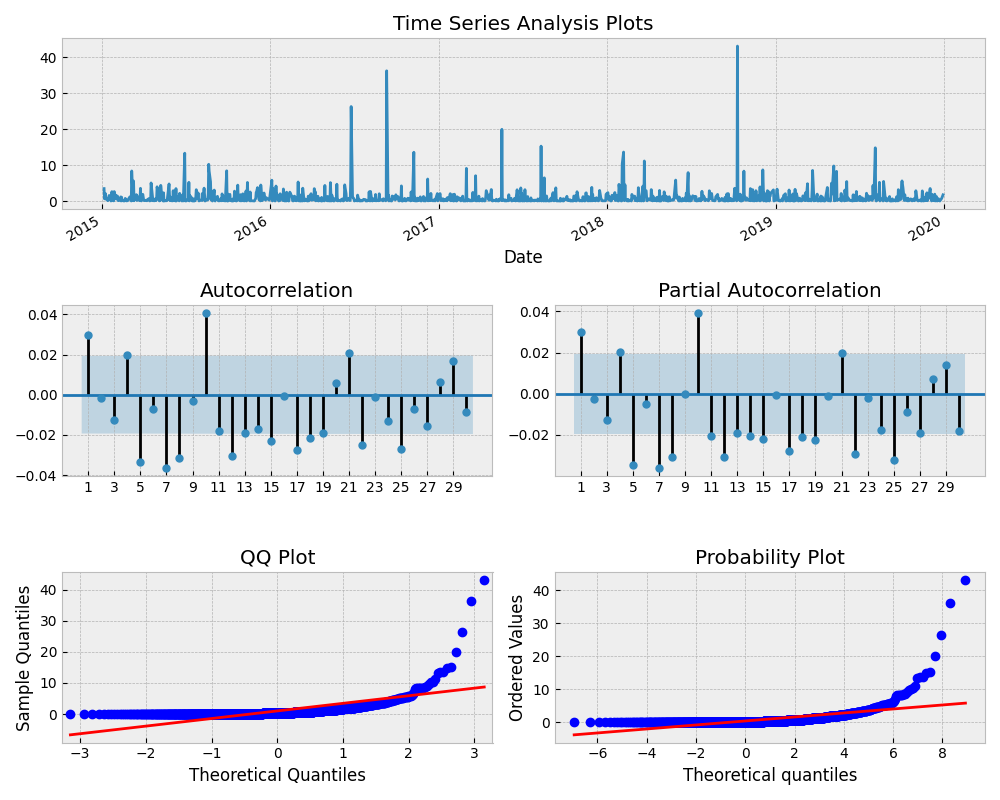 Time Series Analysis Plots
40
30
20
10
0
2015 2016 2017 2018 2019 2020
Date
Autocorrelation
0.04
0.02
0.00
−0.02
−0.04
1 3 5 7 9 11 13 15 17 19 21 23 25 27 29
Partial Autocorrelation
0.04
0.02
0.00
−0.02
1 3 5 7 9 11 13 15 17 19 21 23 25 27 29
QQ Plot
Sample Quantiles
40
30
20
10
0
−3 −2 −1 0 1 2 3
Theoretical Quantiles
Probability Plot
Ordered Values
40
30
20
10
0
−6 −4 −2 0 2 4 6 8
Theoretical quantiles